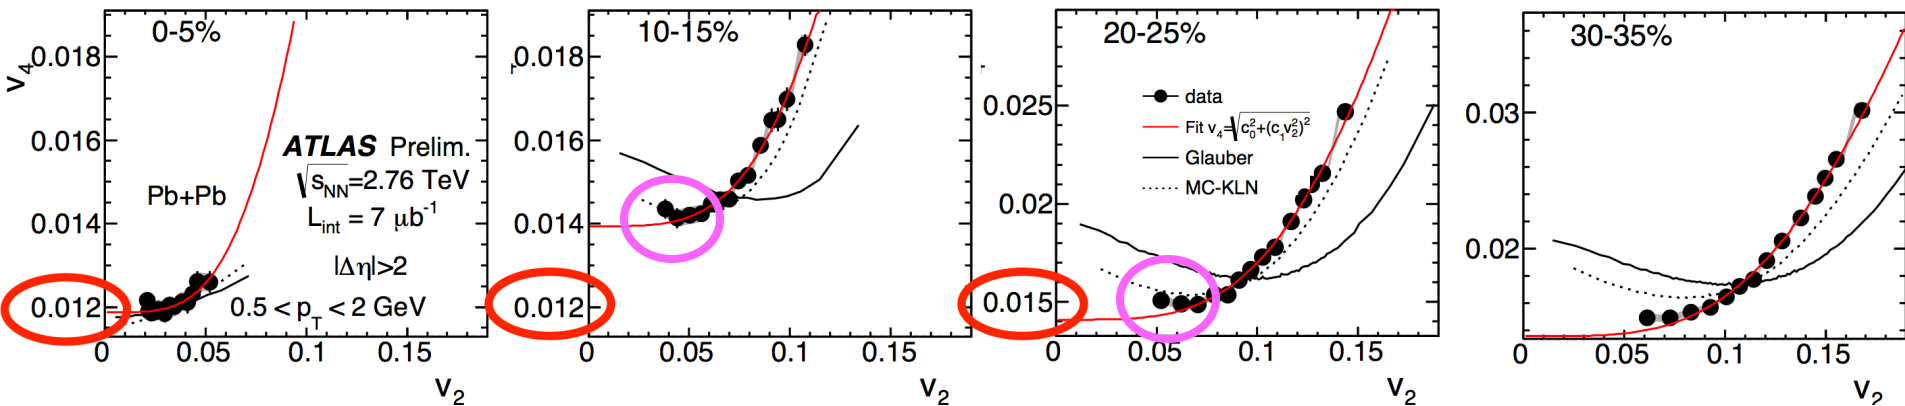 0-5%
0.018
v4
0.016
ATLAS Prelim.
√sNN=2.76 TeV
Pb+Pb
Lint = 7 μb-1
0.014
|Δη|>2
0.012
0.5 < pT < 2 GeV
0 0.05 0.1 0.15
v2
10-15%
0.018
0.016
0.014
0.012
0 0.05 0.1 0.15
v2
20-25%
data
0.025
Fit v4=√c0²+(c1v2²)²
Glauber
MC-KLN
0.02
0.015
0 0.05 0.1 0.15
v2
30-35%
0.03
0.02
0 0.05 0.1 0.15
v2